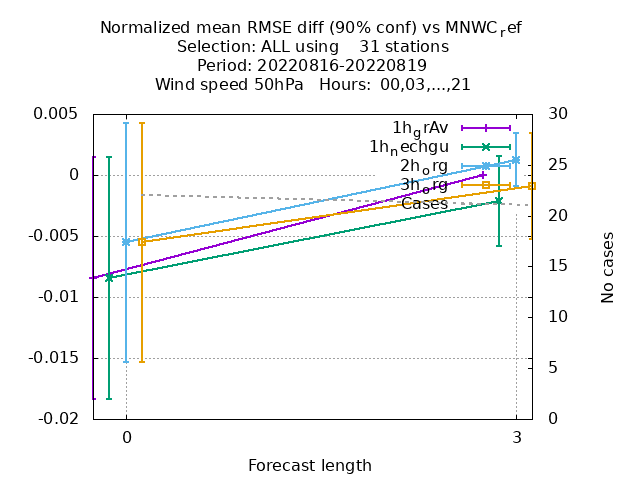 Normalized mean RMSE diff (90% conf) vs MNWC_ref
Selection: ALL using    31 stations
Period: 20220816-20220819
Wind speed 50hPa   Hours: 00,03,...,21
0.005
0
-0.005
-0.01
-0.015
-0.02
30
25
20
15
10
5
0
No cases
1h_grAv
1h_nechgu
2h_org
3h_org
Cases
0
3
Forecast length